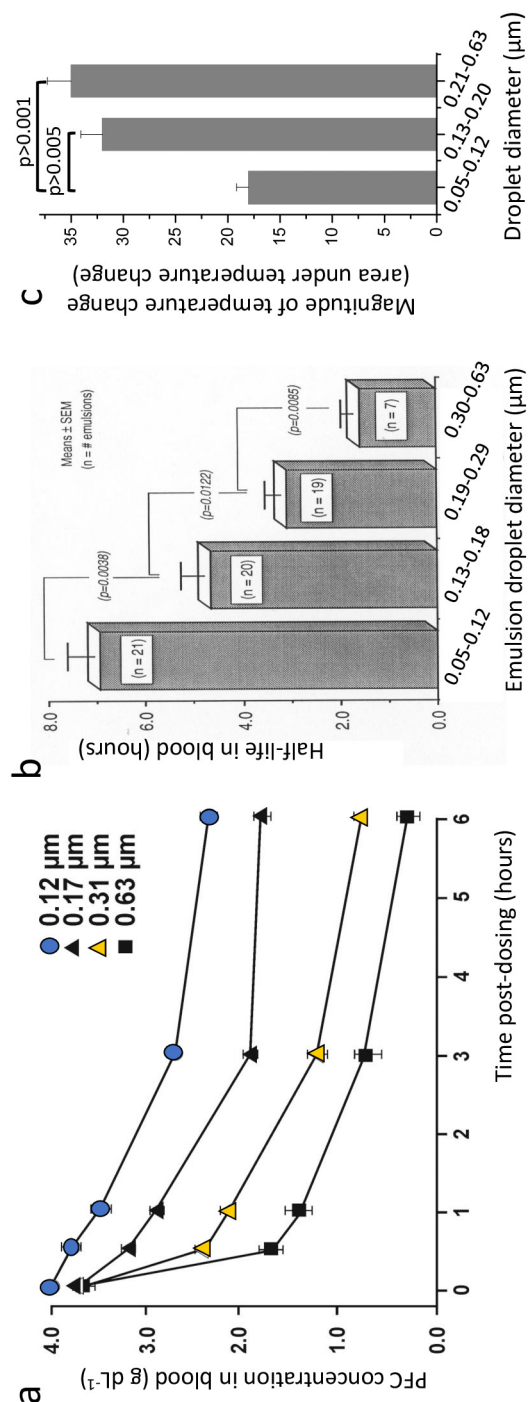 a
PFC concentration in blood (g dL-1)
4.0
3.0
2.0
1.0
0.0
0
1
2
3
4
5
6
Time post-dosing (hours)
0.12 μm
0.17 μm
0.31 μm
0.63 μm
b
Half-life in blood (hours)
8.0
6.0
4.0
2.0
0.0
Means ± SEM
(n = # emulsions)
(p=0.0038)
(p=0.0122)
(p=0.0085)
(n = 21)
(n = 20)
(n = 19)
(n = 7)
0.05-0.12
0.13-0.18
0.19-0.29
0.30-0.63
Emulsion droplet diameter (μm)
c
Magnitude of temperature change
(area under temperature change)
35
30
25
20
15
10
5
0
p>0.001
p>0.005
0.05-0.12
0.13-0.20
0.21-0.63
Droplet diameter (μm)